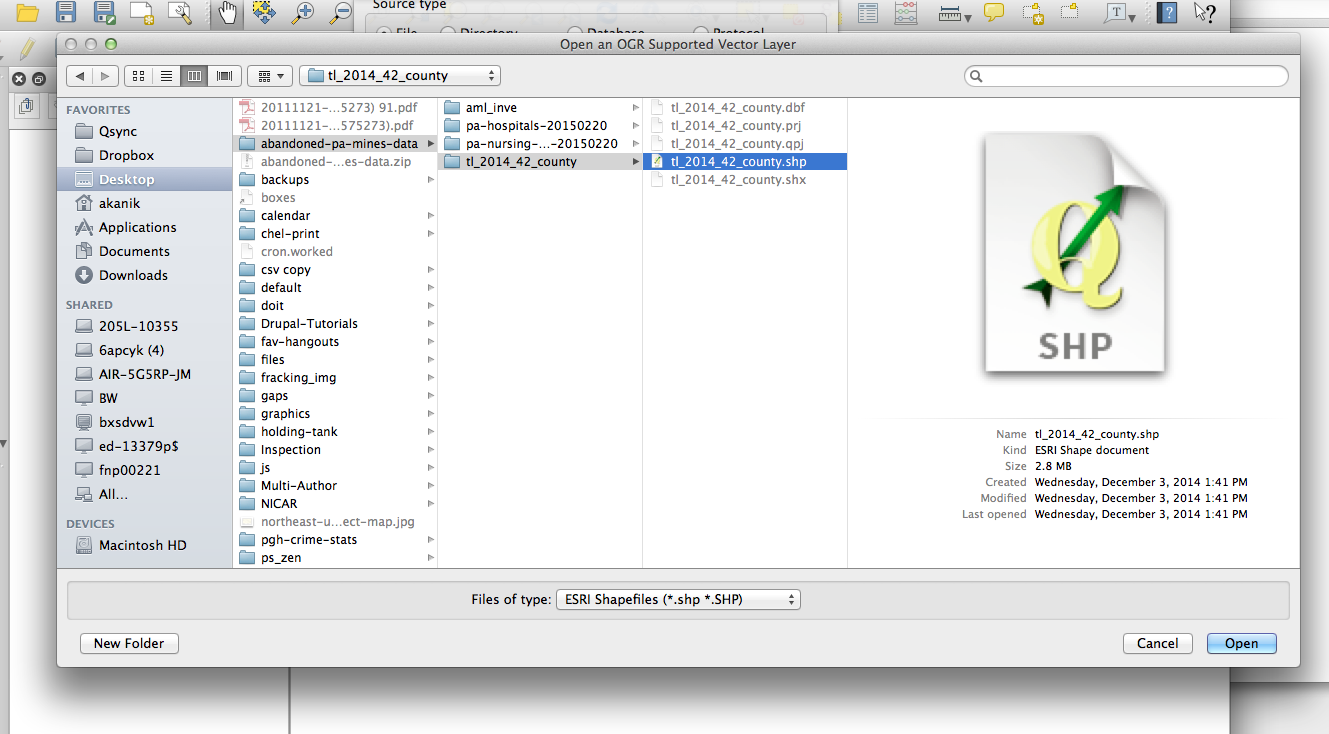 Source type
File Directory Database Protocol
Open an OGR Supported Vector Layer
tl_2014_42_county
FAVORITES
Qsync
Dropbox
Desktop
akanik
Applications
Documents
Downloads
SHARED
205L-10355
6apcyk (4)
AIR-5G5RP-JM
BW
bxsdvw1
ed-13379p$
fnp00221
All...
DEVICES
Macintosh HD
20111121-...5273) 91.pdf
20111121-...575273).pdf
abandoned-pa-mines-data
abandoned-...es-data.zip
backups
boxes
calendar
chel-print
cron.worked
csv copy
default
doit
Drupal-Tutorials
fav-hangouts
files
fracking_img
gaps
graphics
holding-tank
Inspection
js
Multi-Author
NICAR
northeast-u...ect-map.jpg
pgh-crime-stats
ps_zen
aml_inve
pa-hospitals-20150220
pa-nursing-...-20150220
tl_2014_42_county
tl_2014_42_county.dbf
tl_2014_42_county.prj
tl_2014_42_county.qpj
tl_2014_42_county.shp
tl_2014_42_county.shx
SHP
Name tl_2014_42_county.shp
Kind ESRI Shape document
Size 2.8 MB
Created Wednesday, December 3, 2014 1:41 PM
Modified Wednesday, December 3, 2014 1:41 PM
Last opened Wednesday, December 3, 2014 1:41 PM
Files of type: ESRI Shapefiles (*.shp *.SHP)
New Folder
Cancel
Open